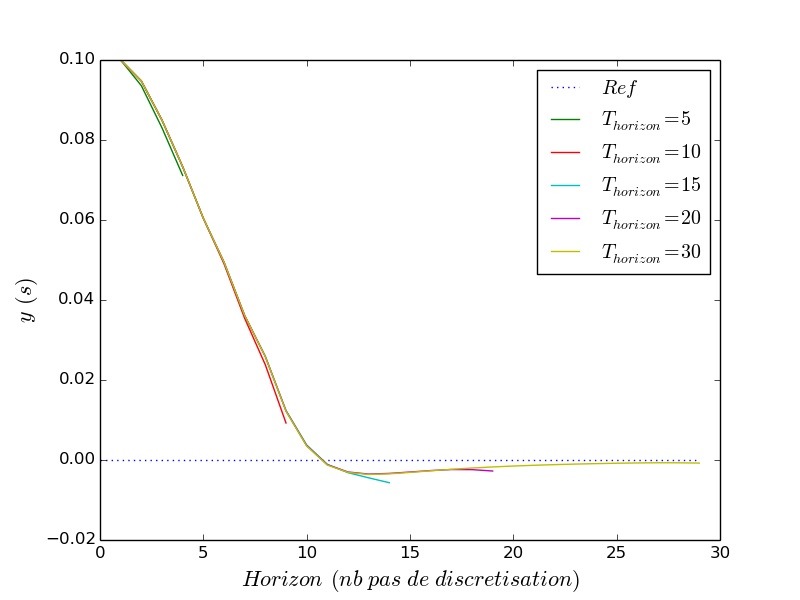 0.10
0.08
0.06
0.04
0.02
0.00
−0.02
y (s)
0 5 10 15 20 25 30
Horizon (nb pas de discretisation)
Ref
T_horizon=5
T_horizon=10
T_horizon=15
T_horizon=20
T_horizon=30